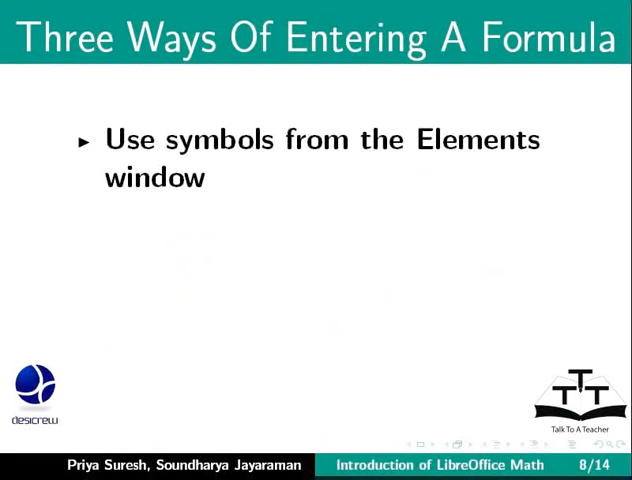 Three Ways Of Entering A Formula
▶ Use symbols from the Elements
window
desicrew
TTT
Talk To A Teacher
Priya Suresh, Soundharya Jayaraman Introduction of LibreOffice Math 8/14